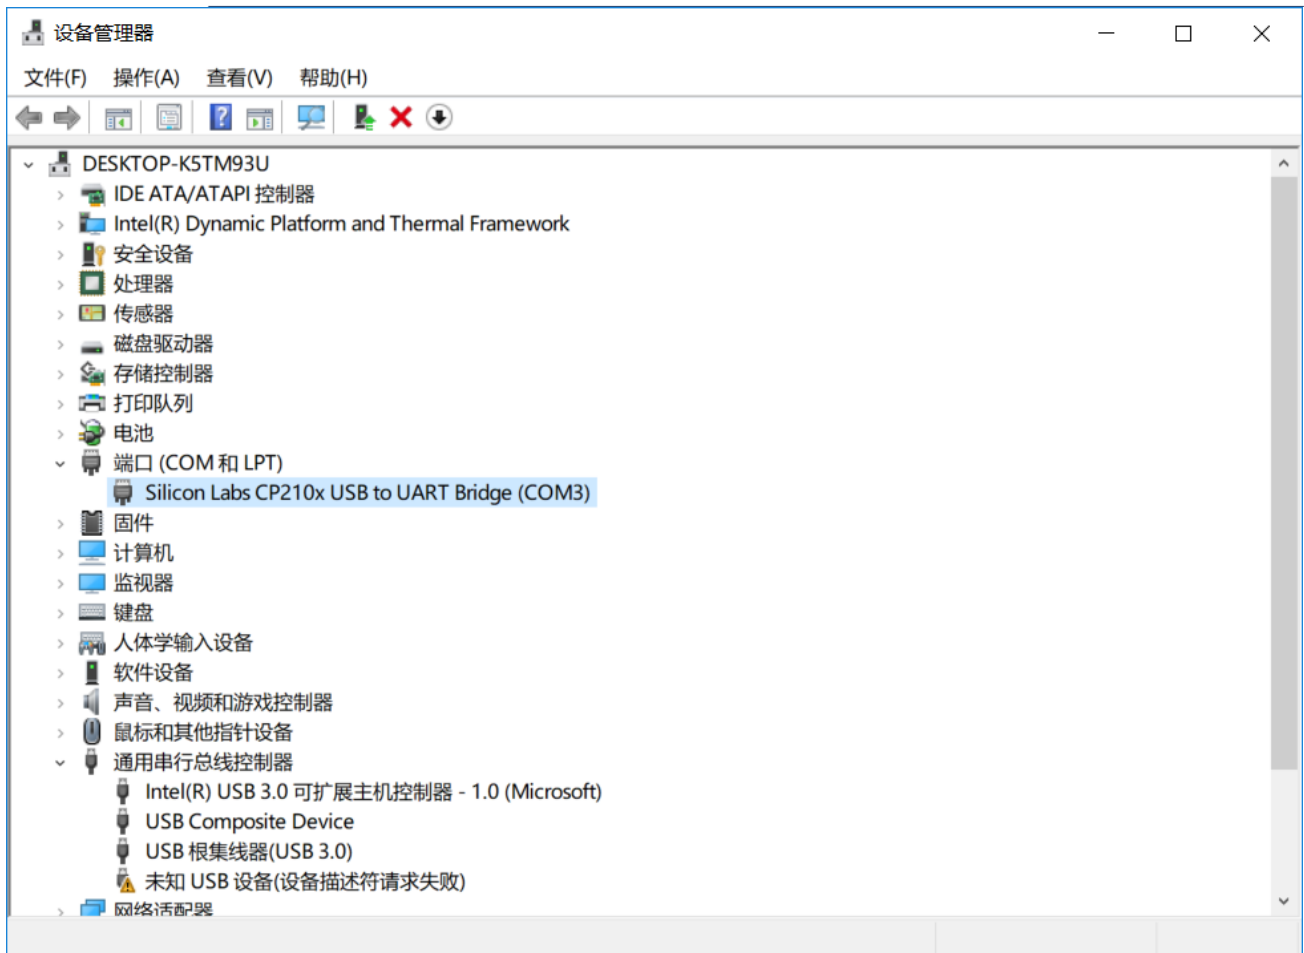 设备管理器
文件(F) 操作(A) 查看(V) 帮助(H)
DESKTOP-K5TM93U
IDE ATA/ATAPI 控制器
Intel(R) Dynamic Platform and Thermal Framework
安全设备
处理器
传感器
磁盘驱动器
存储控制器
打印队列
电池
端口 (COM 和 LPT)
Silicon Labs CP210x USB to UART Bridge (COM3)
固件
计算机
监视器
键盘
人体学输入设备
软件设备
声音、视频和游戏控制器
鼠标和其他指针设备
通用串行总线控制器
Intel(R) USB 3.0 可扩展主机控制器 - 1.0 (Microsoft)
USB Composite Device
USB 根集线器(USB 3.0)
未知 USB 设备(设备描述符请求失败)
网络适配器